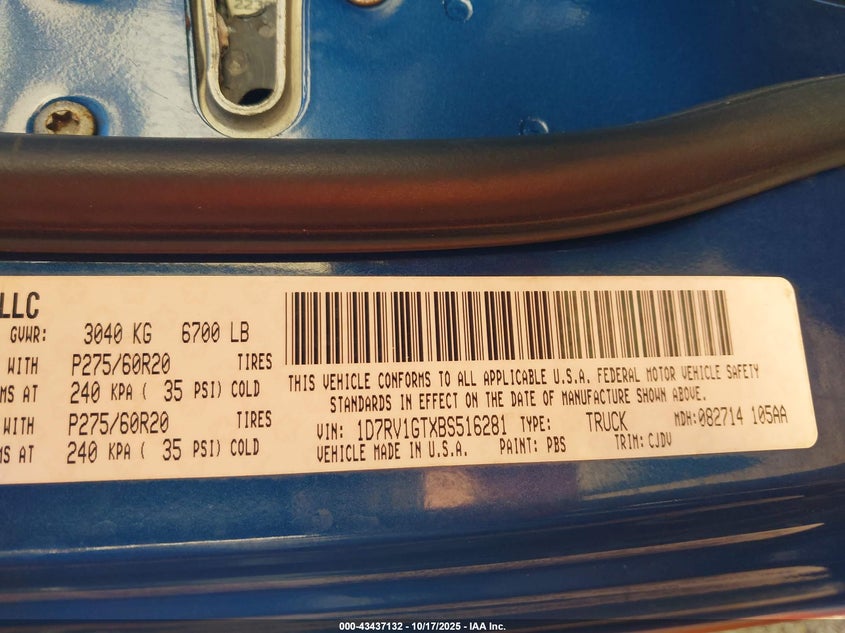 22
LLC
GVWR: 3040 KG 6700 LB
WITH P275/60R20 TIRES
MS AT 240 KPA ( 35 PSI) COLD
WITH P275/60R20 TIRES
MS AT 240 KPA ( 35 PSI) COLD
THIS VEHICLE CONFORMS TO ALL APPLICABLE U.S.A. FEDERAL MOTOR VEHICLE SAFETY
STANDARDS IN EFFECT ON THE DATE OF MANUFACTURE SHOWN ABOVE.
VIN: 1D7RV1GTXBS516281 TYPE: TRUCK MDH:082714 105AA
VEHICLE MADE IN U.S.A. PAINT: PBS TRIM: CJDV
000-43437132 - 10/17/2025 - IAA Inc.